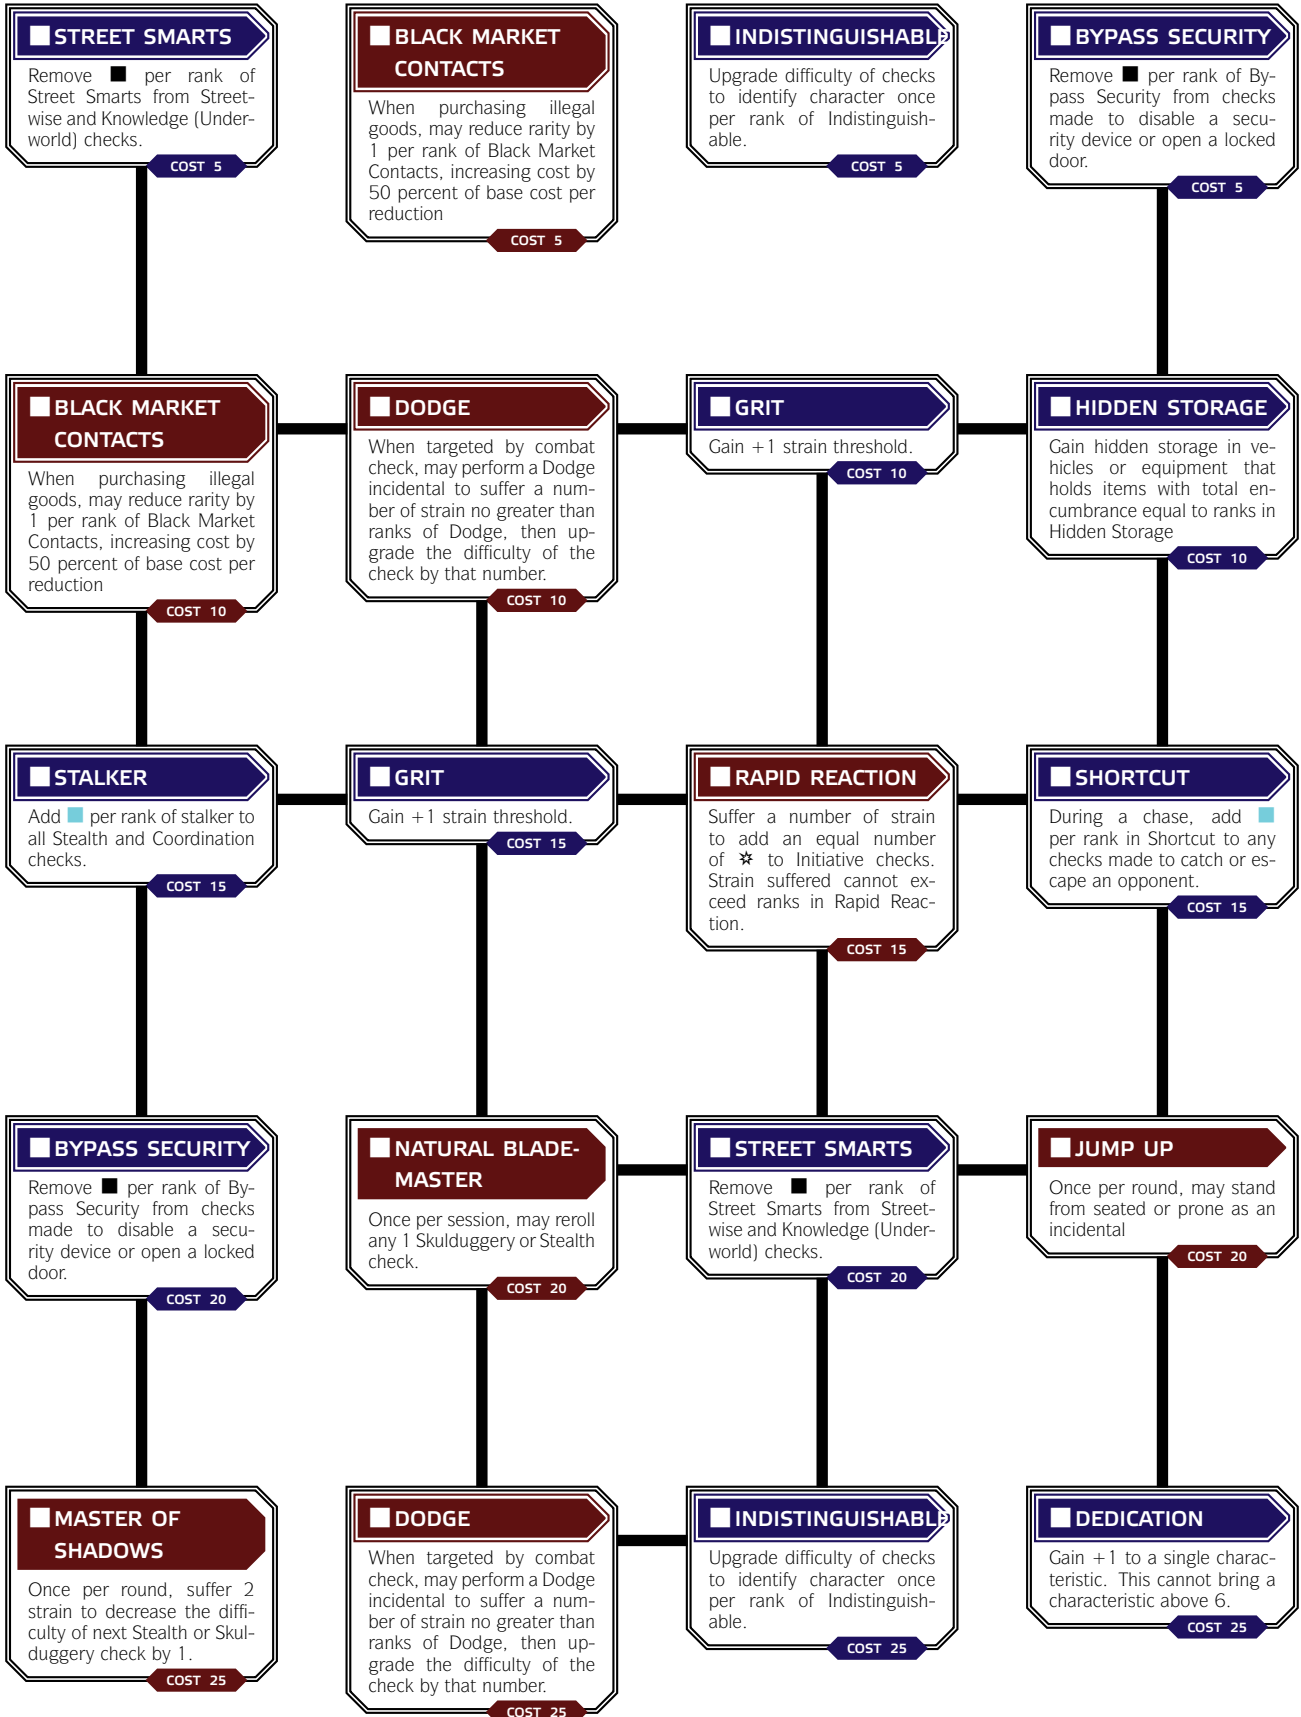 STREET SMARTS
Remove per rank of
Street Smarts from Street-
wise and Knowledge (Under-
world) checks.
COST 5
BLACK MARKET
CONTACTS
When purchasing illegal
goods, may reduce rarity by
1 per rank of Black Market
Contacts, increasing cost by
50 percent of base cost per
reduction
COST 5
INDISTINGUISHABLE
Upgrade difficulty of checks
to identify character once
per rank of Indistinguish-
able.
COST 5
BYPASS SECURITY
Remove per rank of By-
pass Security from checks
made to disable a secu-
rity device or open a locked
door.
COST 5
BLACK MARKET
CONTACTS
When purchasing illegal
goods, may reduce rarity by
1 per rank of Black Market
Contacts, increasing cost by
50 percent of base cost per
reduction
COST 10
DODGE
When targeted by combat
check, may perform a Dodge
incidental to suffer a num-
ber of strain no greater than
ranks of Dodge, then up-
grade the difficulty of the
check by that number.
COST 10
GRIT
Gain +1 strain threshold.
COST 10
HIDDEN STORAGE
Gain hidden storage in ve-
hicles or equipment that
holds items with total en-
cumbrance equal to ranks in
Hidden Storage
COST 10
STALKER
Add per rank of stalker to
all Stealth and Coordination
checks.
COST 15
GRIT
Gain +1 strain threshold.
COST 15
RAPID REACTION
Suffer a number of strain
to add an equal number
of to Initiative checks.
Strain suffered cannot ex-
ceed ranks in Rapid Reac-
tion.
COST 15
SHORTCUT
During a chase, add
per rank in Shortcut to any
checks made to catch or es-
cape an opponent.
COST 15
BYPASS SECURITY
Remove per rank of By-
pass Security from checks
made to disable a secu-
rity device or open a locked
door.
COST 20
NATURAL BLADE-
MASTER
Once per session, may reroll
any 1 Skulduggery or Stealth
check.
COST 20
STREET SMARTS
Remove per rank of
Street Smarts from Street-
wise and Knowledge (Under-
world) checks.
COST 20
JUMP UP
Once per round, may stand
from seated or prone as an
incidental
COST 20
MASTER OF
SHADOWS
Once per round, suffer 2
strain to decrease the diffi-
culty of next Stealth or Skul-
duggery check by 1.
COST 25
DODGE
When targeted by combat
check, may perform a Dodge
incidental to suffer a num-
ber of strain no greater than
ranks of Dodge, then up-
grade the difficulty of the
check by that number.
COST 25
INDISTINGUISHABLE
Upgrade difficulty of checks
to identify character once
per rank of Indistinguish-
able.
COST 25
DEDICATION
Gain +1 to a single charac-
teristic. This cannot bring a
characteristic above 6.
COST 25